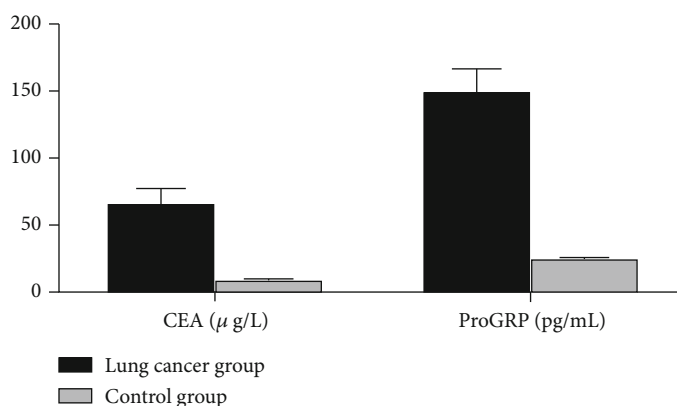 200
150
100
50
0
CEA (μ g/L) ProGRP (pg/mL)
Lung cancer group
Control group